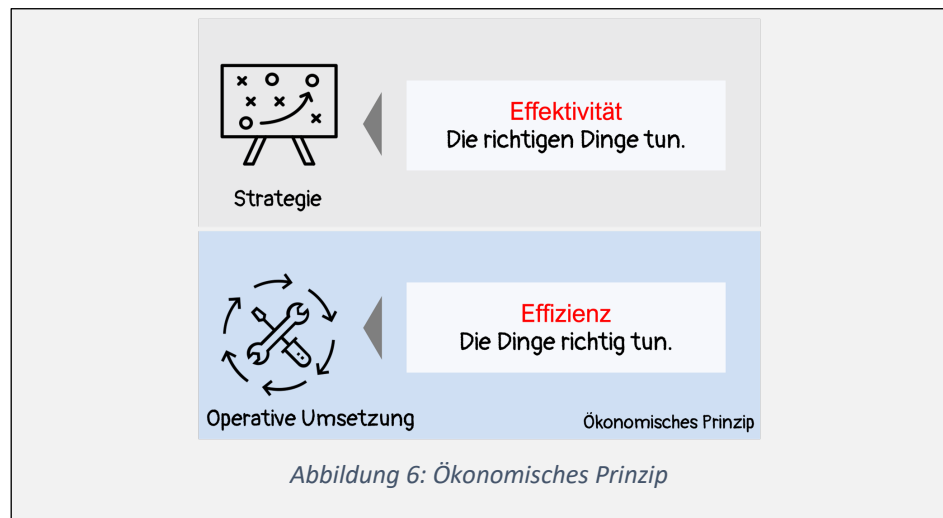 Effektivität
Die richtigen Dinge tun.
Strategie
Effizienz
Die Dinge richtig tun.
Operative Umsetzung
Ökonomisches Prinzip
Abbildung 6: Ökonomisches Prinzip